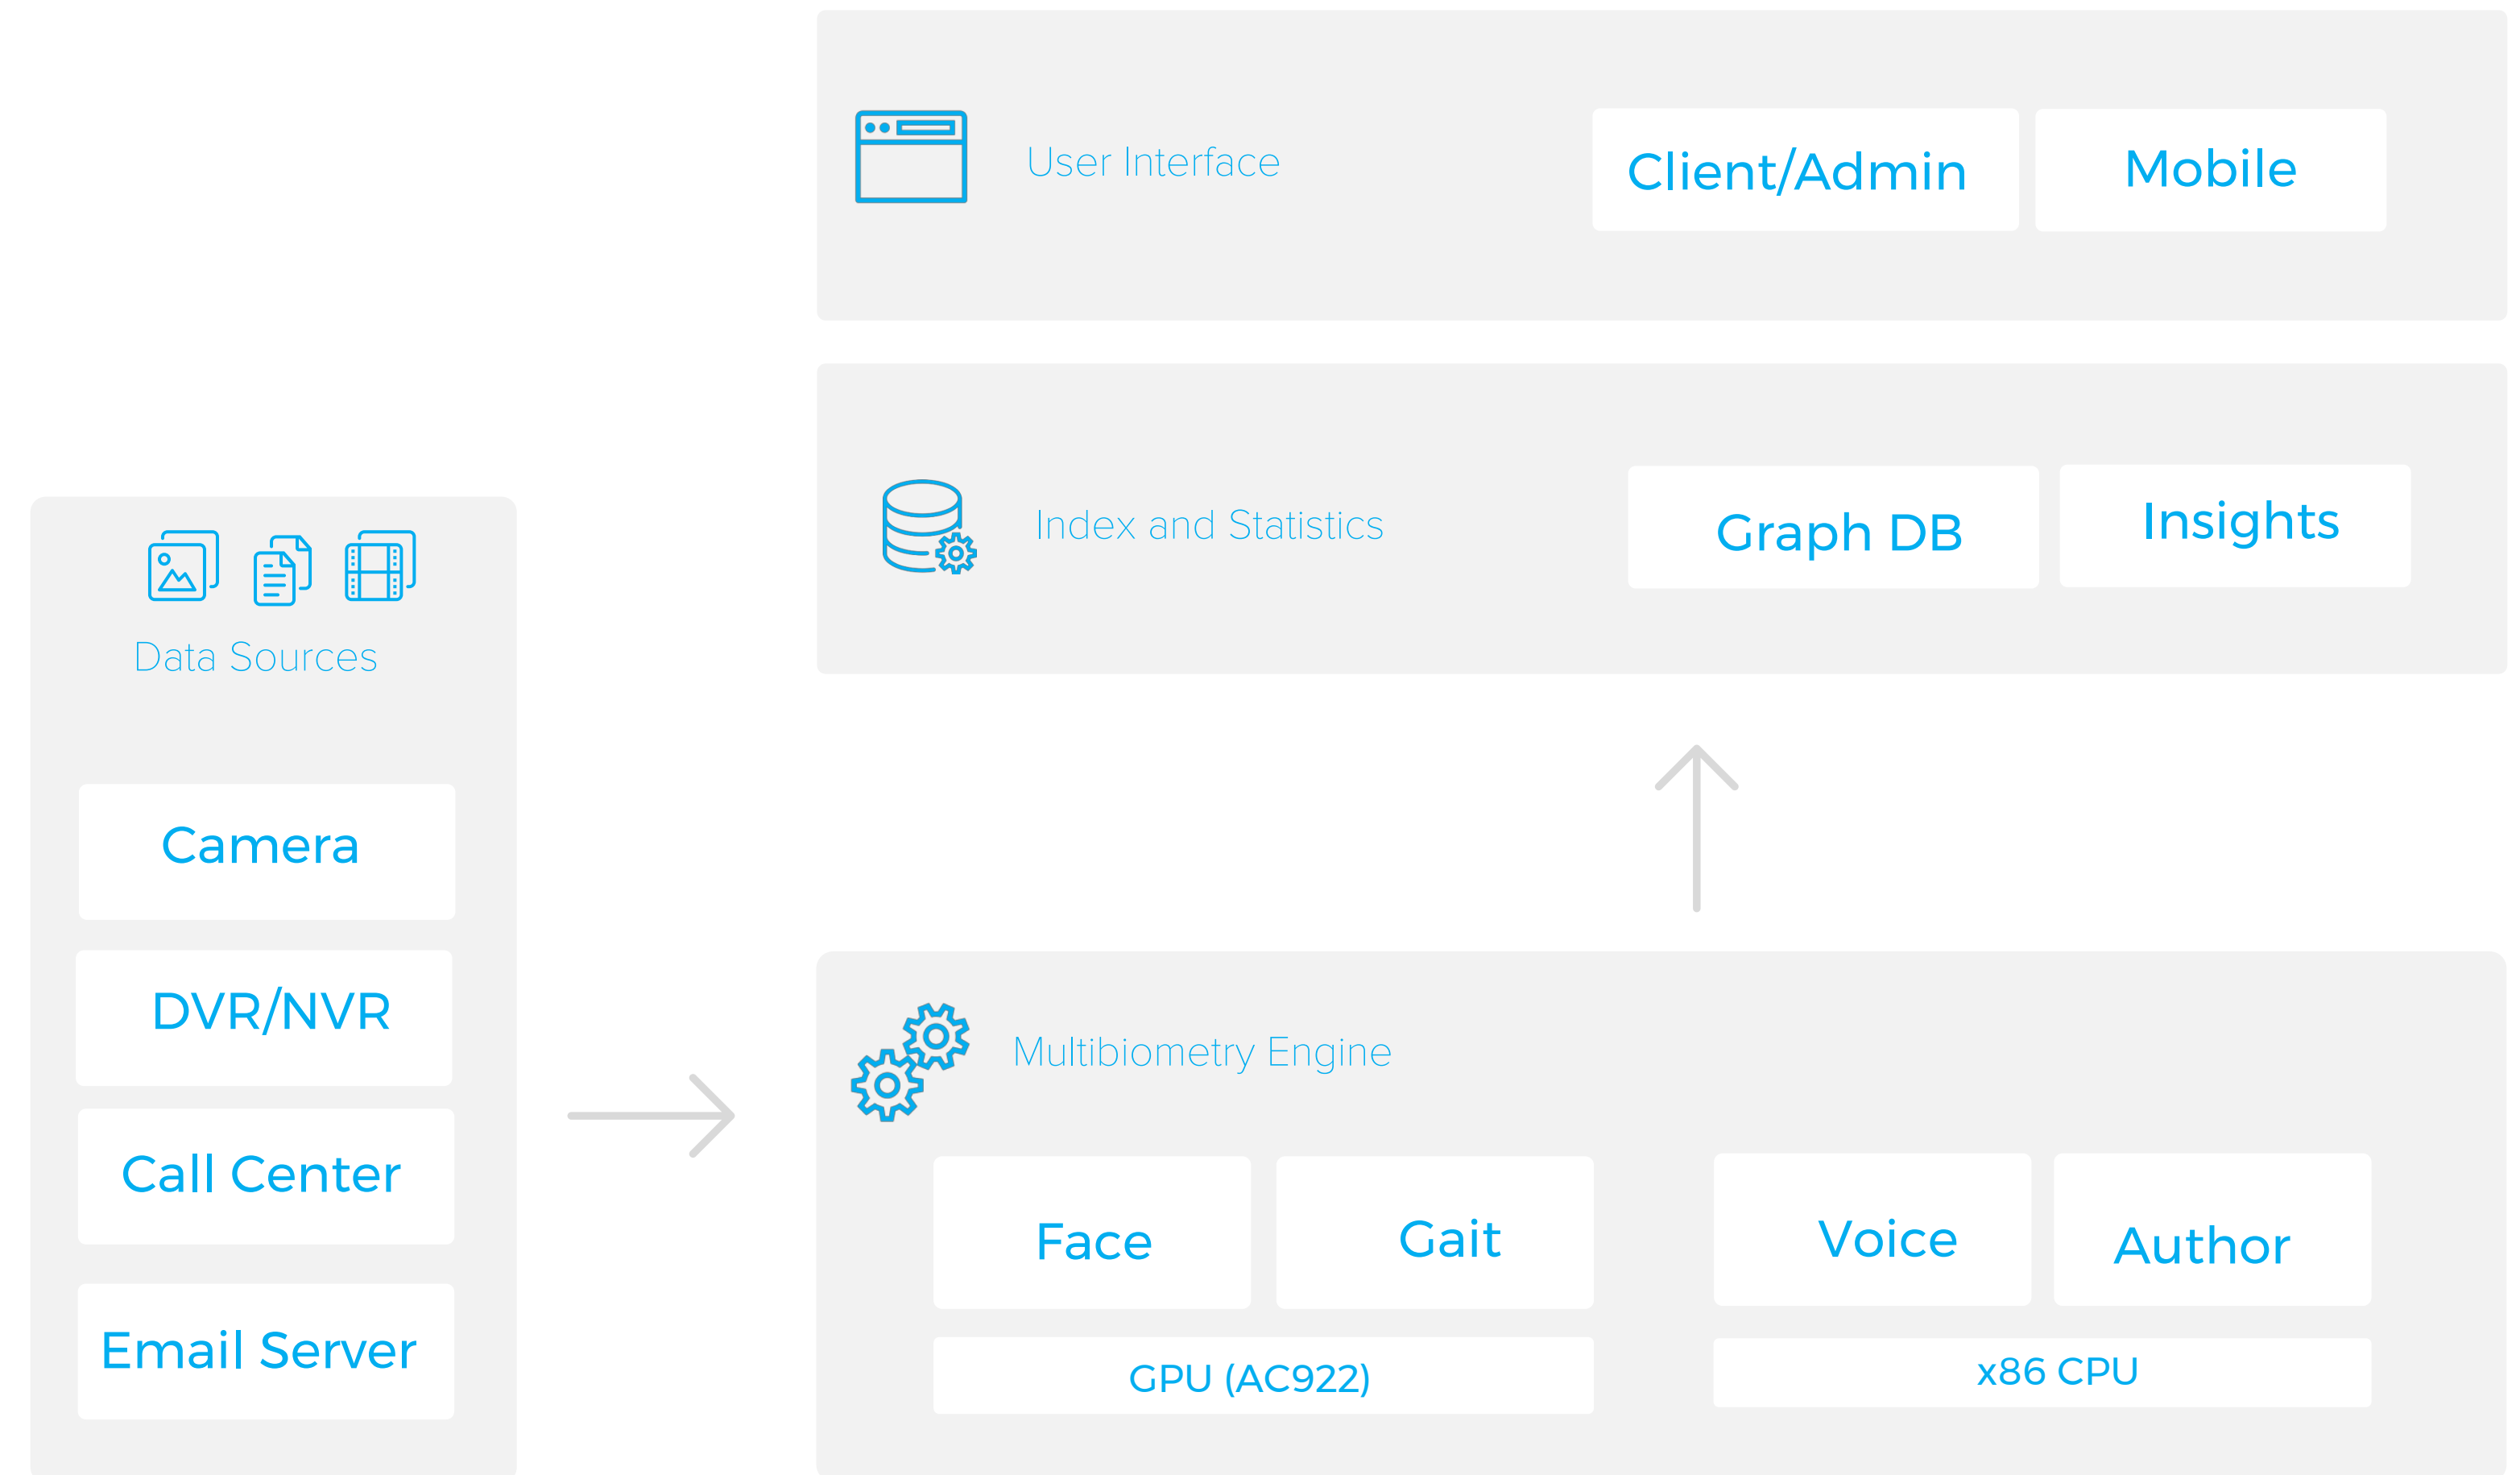 User Interface
Client/Admin
Mobile
Index and Statistics
Graph DB
Insights
Data Sources
Camera
DVR/NVR
Call Center
Email Server
Multibiometry Engine
Face
Gait
Voice
Author
GPU (AC922)
x86 CPU